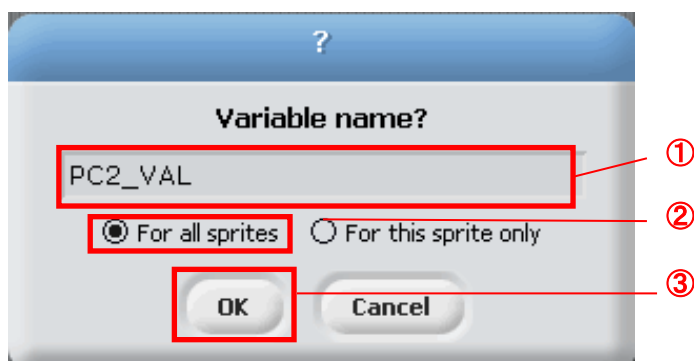 ?
Variable name?
①
PC2_VAL
②
For all sprites For this sprite only
③
OK Cancel